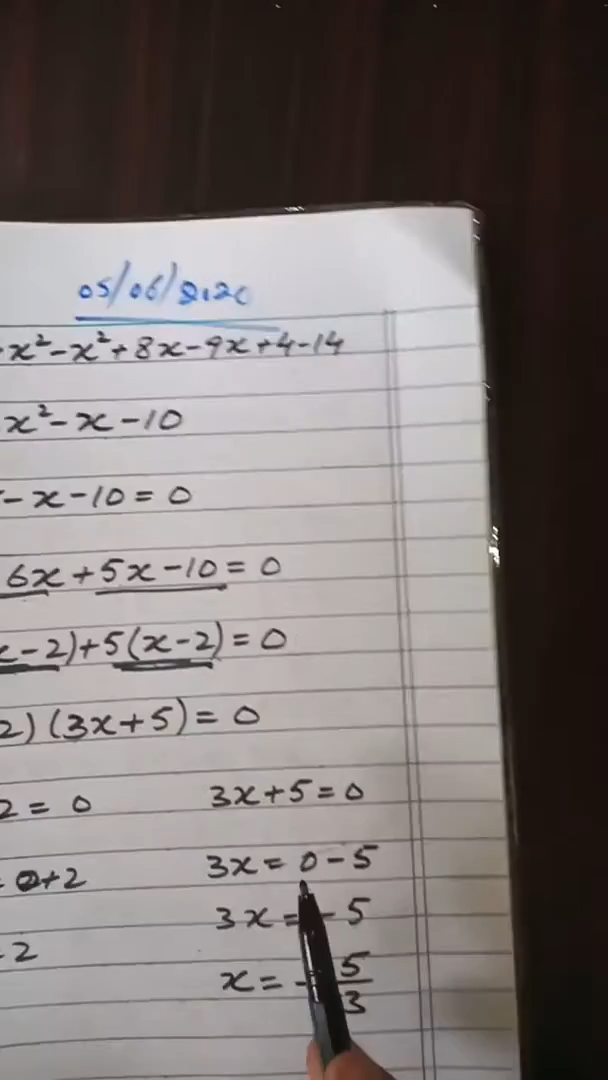 05/06/2020
x²-x²+8x-9x+4-14
x²-x-10
-x-10=0
6x+5x-10=0
x-2)+5(x-2)=0
2)(3x+5)=0
2=0 3x+5=0
=0+2 3x=0-5
3x=-5
2 x=-5/3